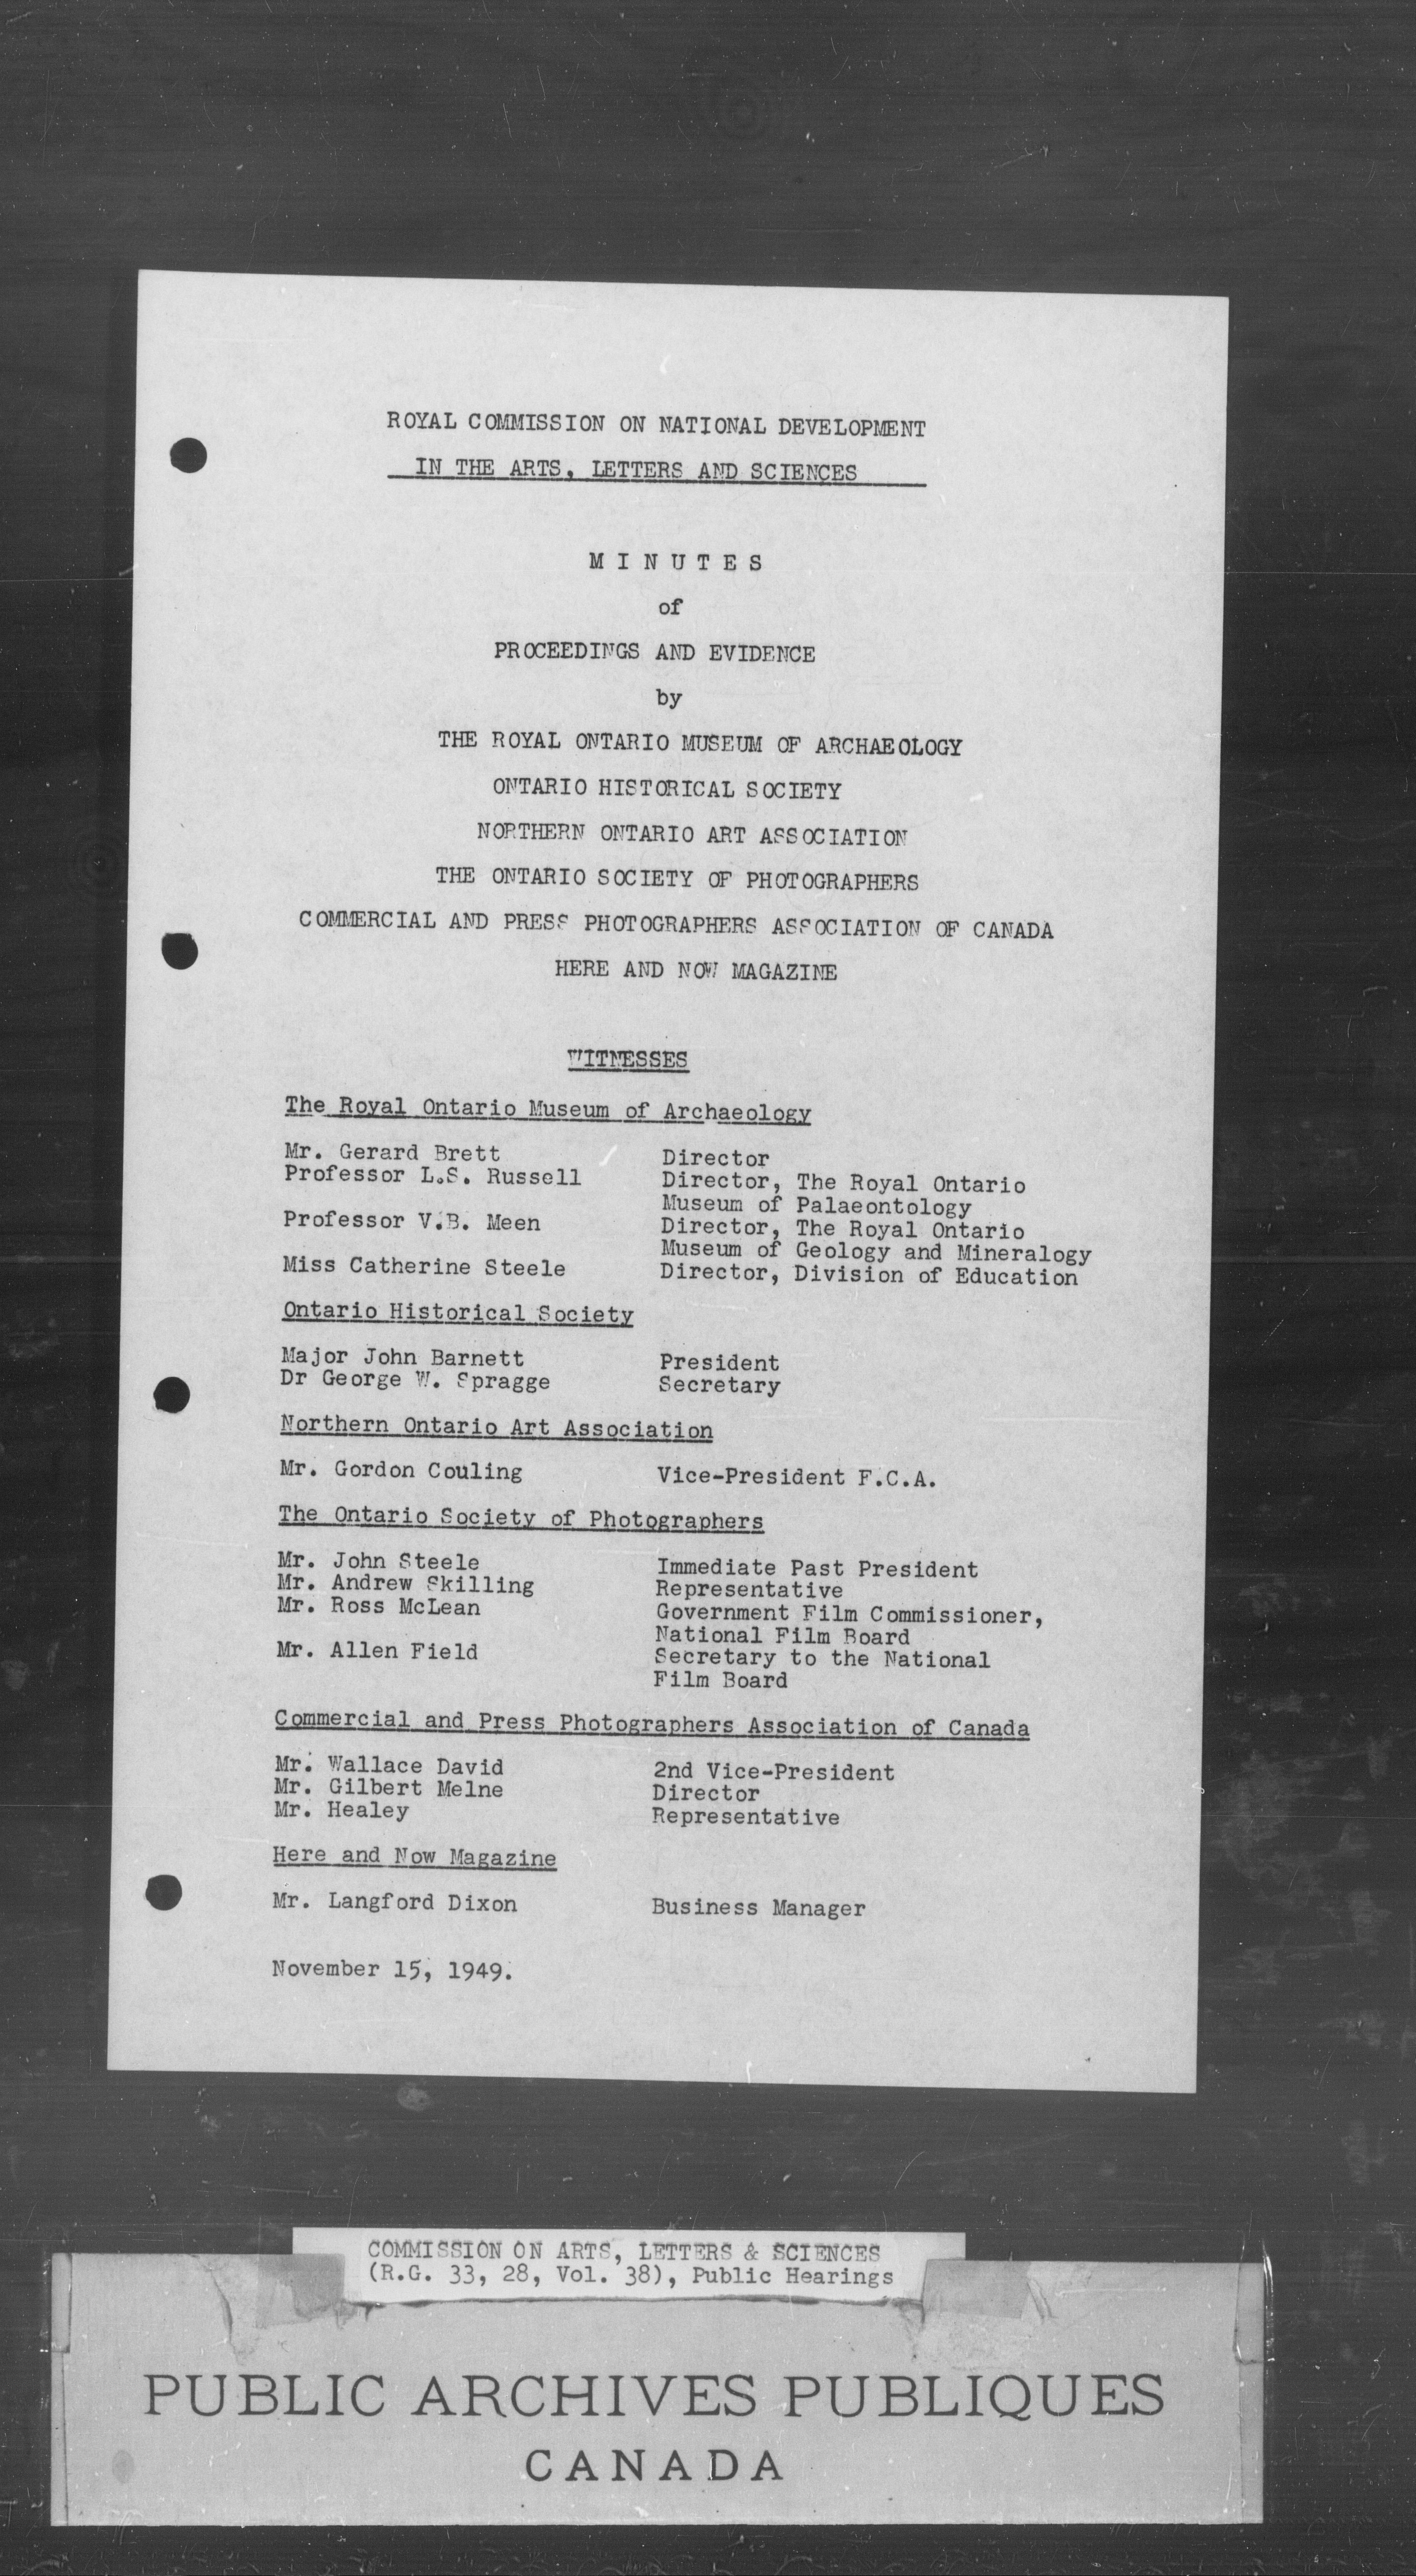 ROYAL COMMISSION ON NATIONAL DEVELOPMENT
IN THE ARTS, LETTERS AND SCIENCES
M I N U T E S
of
PROCEEDINGS AND EVIDENCE
by
THE ROYAL ONTARIO MUSEUM OF ARCHAEOLOGY
ONTARIO HISTORICAL SOCIETY
NORTHERN ONTARIO ART ASSOCIATION
THE ONTARIO SOCIETY OF PHOTOGRAPHERS
COMMERCIAL AND PRESS PHOTOGRAPHERS ASSOCIATION OF CANADA
HERE AND NOW MAGAZINE
WITNESSES
The Royal Ontario Museum of Archaeology
Mr. Gerard Brett Director
Professor L.S. Russell Director, The Royal Ontario
Museum of Palaeontology
Professor V.B. Meen Director, The Royal Ontario
Museum of Geology and Mineralogy
Miss Catherine Steele Director, Division of Education
Ontario Historical Society
Major John Barnett President
Dr George W. Spragge Secretary
Northern Ontario Art Association
Mr. Gordon Couling Vice-President F.C.A.
The Ontario Society of Photographers
Mr. John Steele Immediate Past President
Mr. Andrew Skilling Representative
Mr. Ross McLean Government Film Commissioner,
National Film Board
Mr. Allen Field Secretary to the National
Film Board
Commercial and Press Photographers Association of Canada
Mr. Wallace David 2nd Vice-President
Mr. Gilbert Melne Director
Mr. Healey Representative
Here and Now Magazine
Mr. Langford Dixon Business Manager
November 15, 1949.
COMMISSION ON ARTS, LETTERS & SCIENCES
(R.G. 33, 28, Vol. 38), Public Hearings
PUBLIC ARCHIVES PUBLIQUES
CANADA